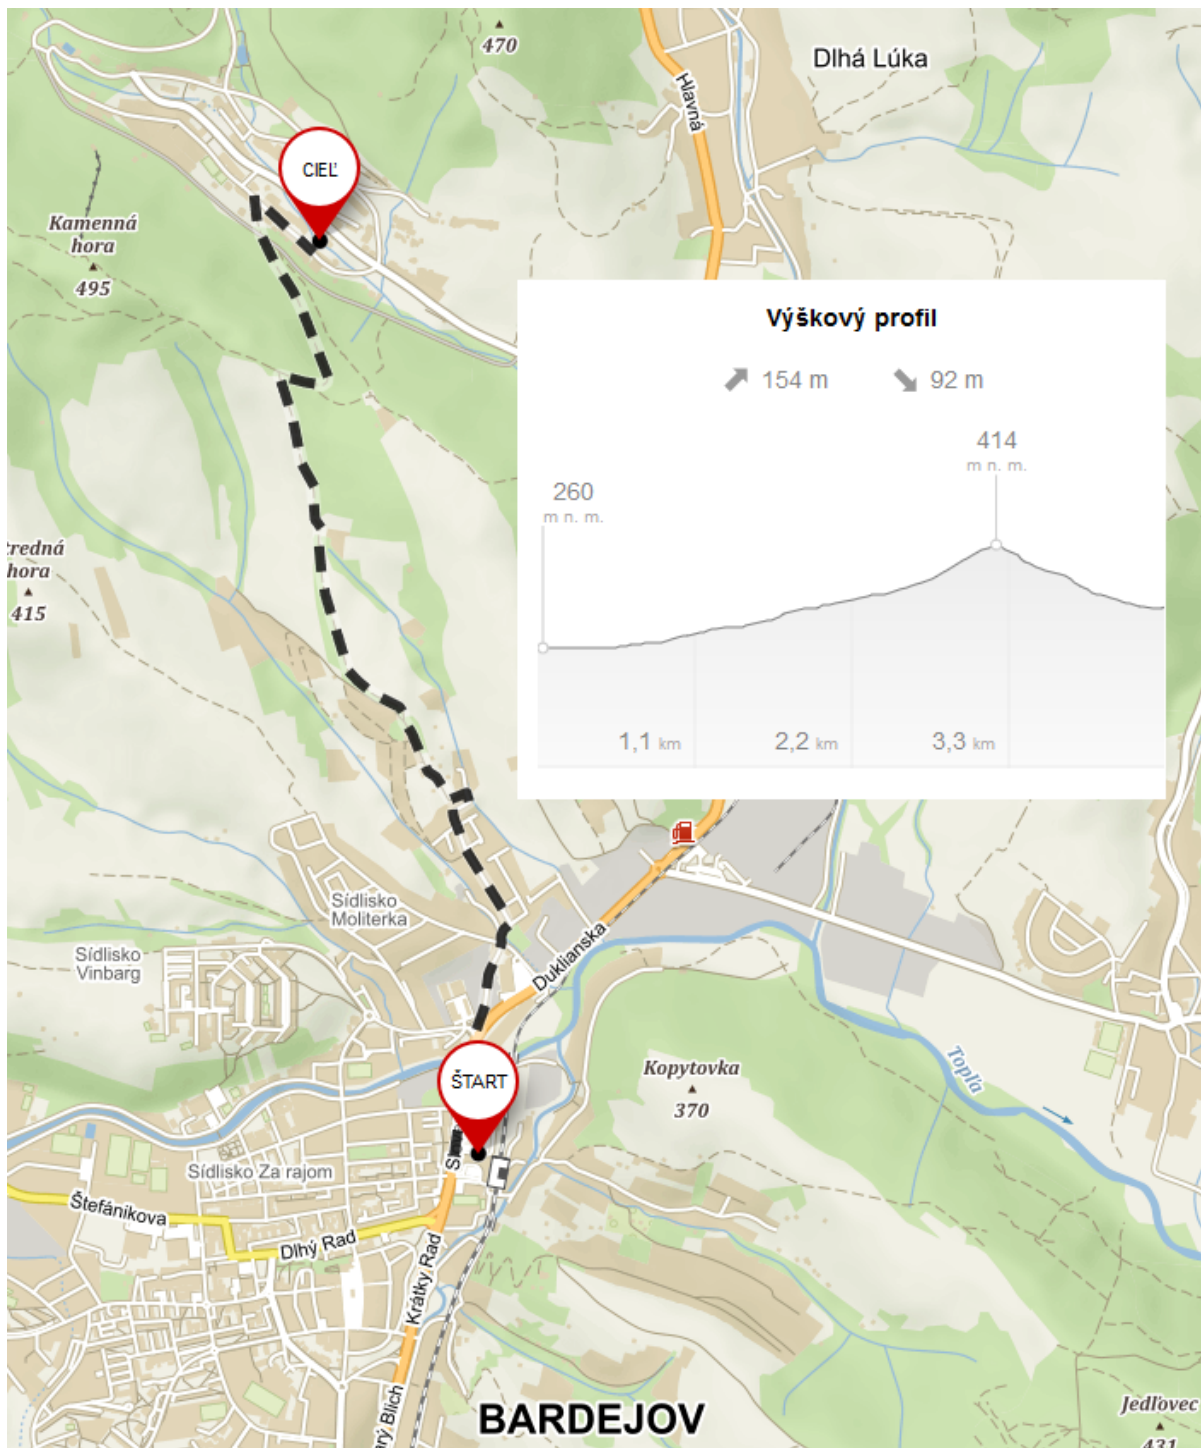 470
Dlhá Lúka
Hlavná
CIEĽ
Kamenná
hora
495
Výškový profil
154 m
92 m
414
m n. m.
260
m n. m.
hora
415
1,1 km
2,2 km
3,3 km
Sídlisko
Moliterka
Sídlisko
Vinbarg
Duklianska
Kopytovka
370
Topľa
ŠTART
Sídlisko Za rajom
Štefánikova
Dlhý Rad
Krátky Rad
Blich
BARDEJOV
Jedľovec
431